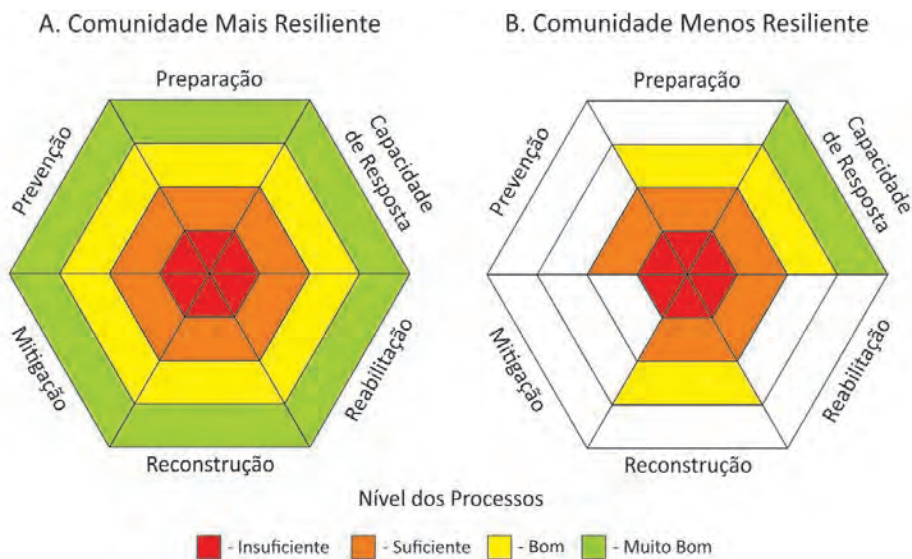 A. Comunidade Mais Resiliente
Preparação
Prevenção
Capacidade
de Resposta
Mitigação
Reabilitação
Reconstrução
B. Comunidade Menos Resiliente
Preparação
Prevenção
Capacidade
de Resposta
Mitigação
Reabilitação
Reconstrução
Nível dos Processos
- Insuficiente
- Suficiente
- Bom
- Muito Bom